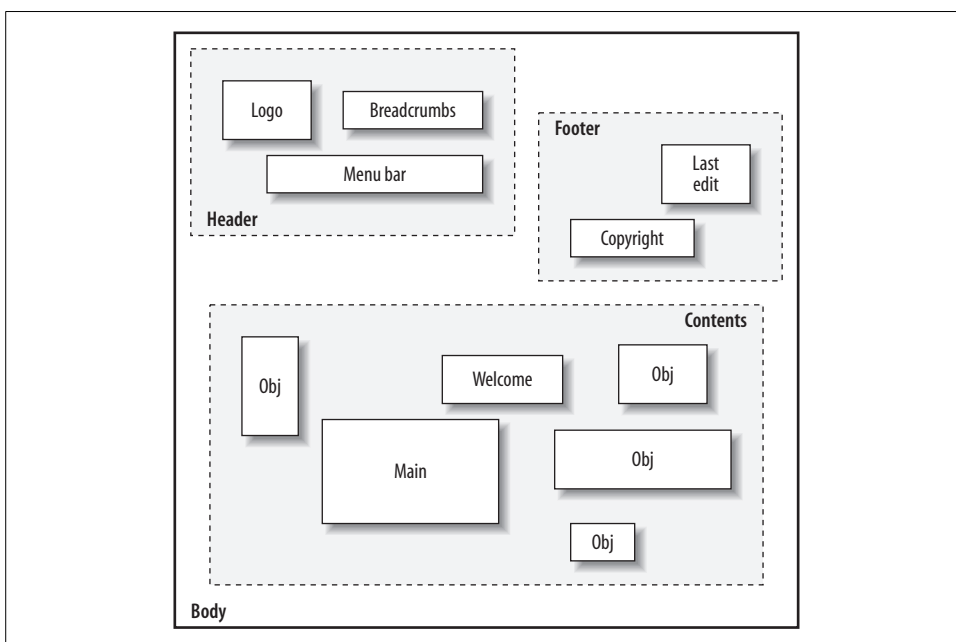 Logo
Breadcrumbs
Menu bar
Header
Footer
Last
edit
Copyright
Contents
Obj
Welcome
Obj
Main
Obj
Obj
Body